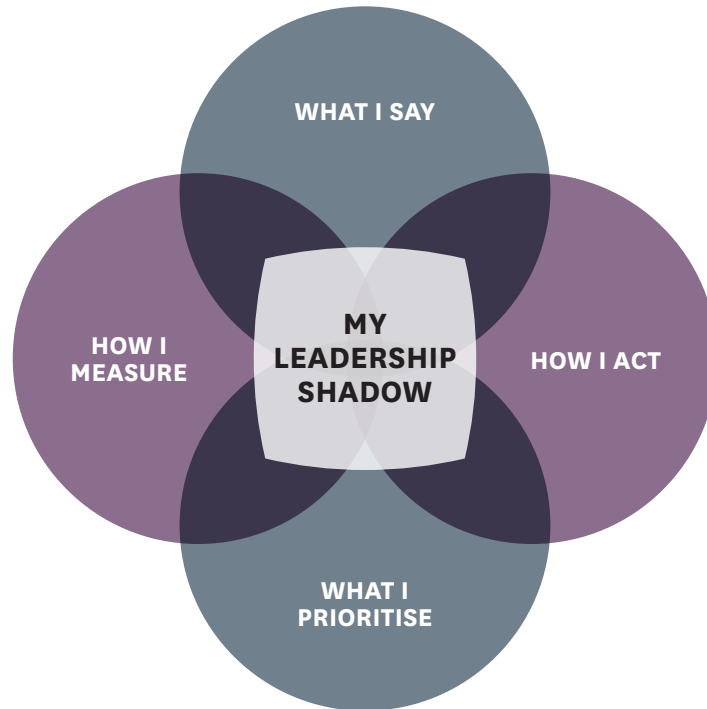 WHAT I SAY
HOW I
MEASURE
MY
LEADERSHIP
SHADOW
HOW I ACT
WHAT I
PRIORITISE